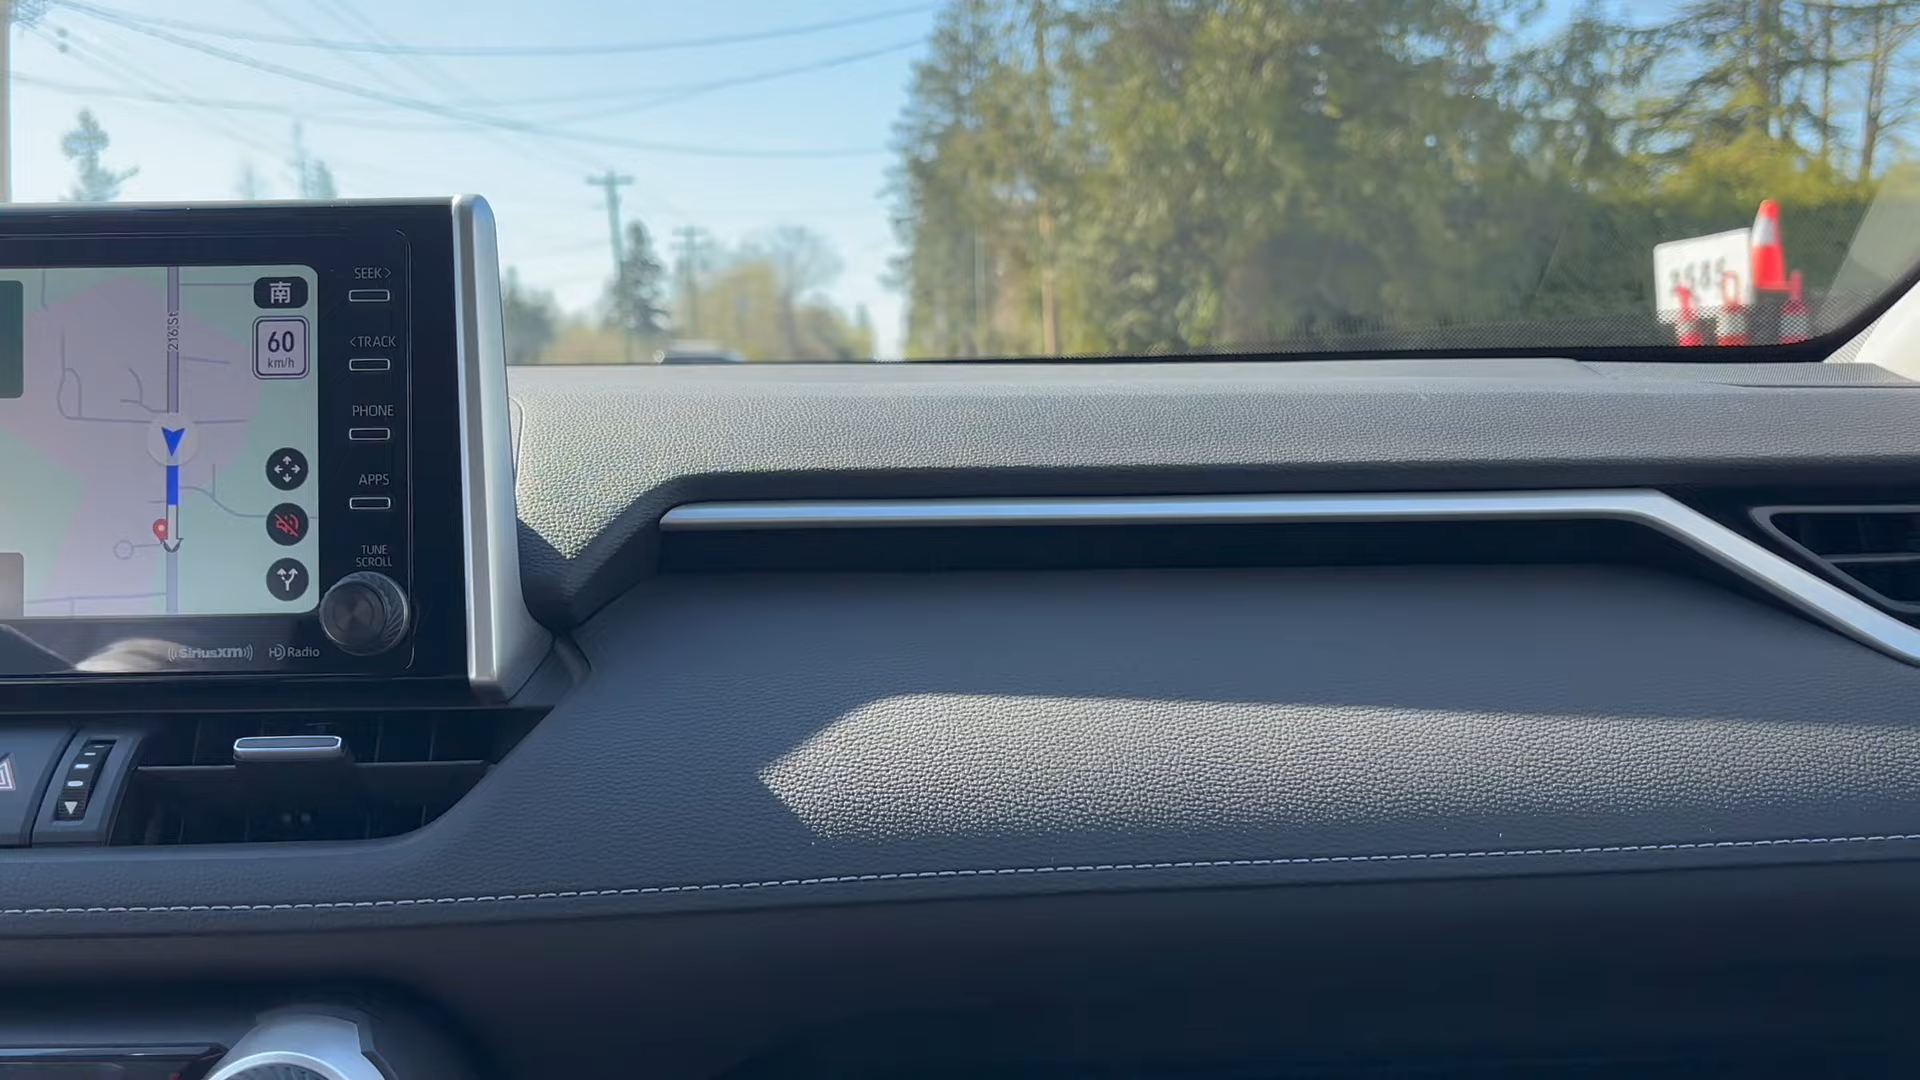 南
60
km/h
216 St
SEEK >
< TRACK
PHONE
APPS
TUNE
SCROLL
((SiriusXM))
HD Radio